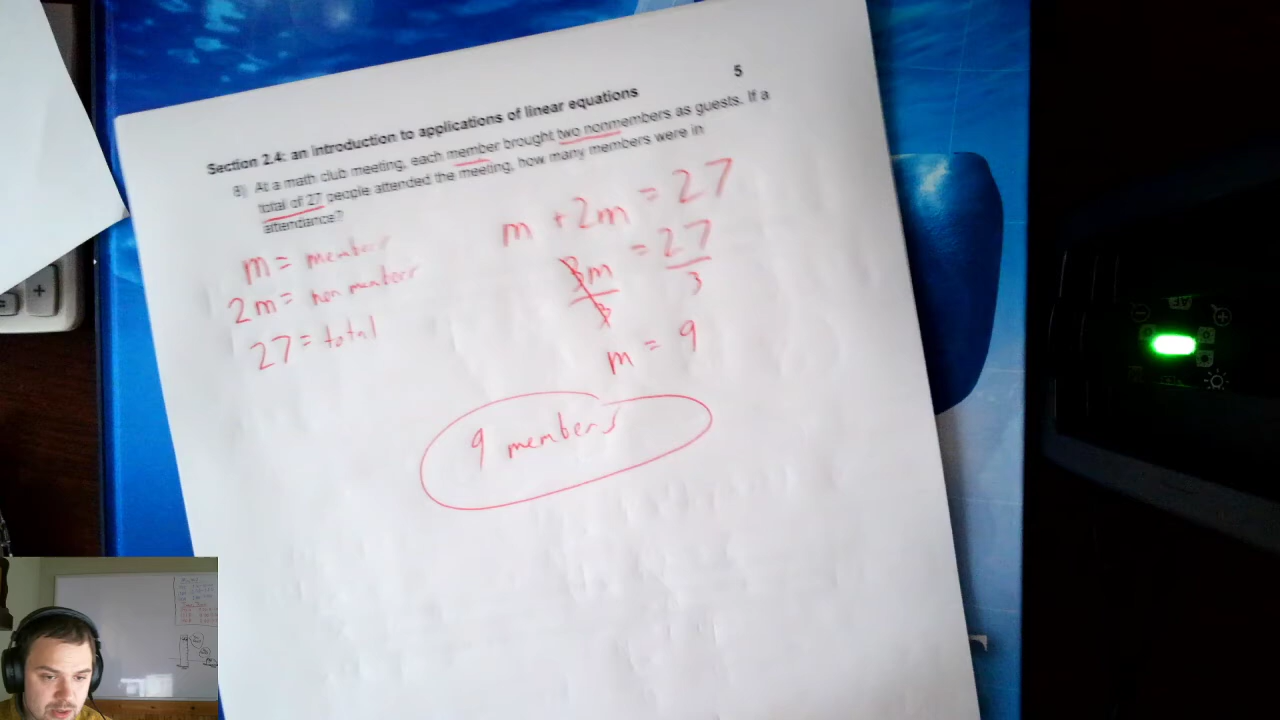 5
Section 2.4: an introduction to applications of linear equations
8) At a math club meeting, each member brought two nonmembers as guests. If a
total of 27 people attended the meeting, how many members were in
attendance?
m = members
2m = non members
27 = total
m + 2m = 27
3m = 27
3 3
m = 9
9 members